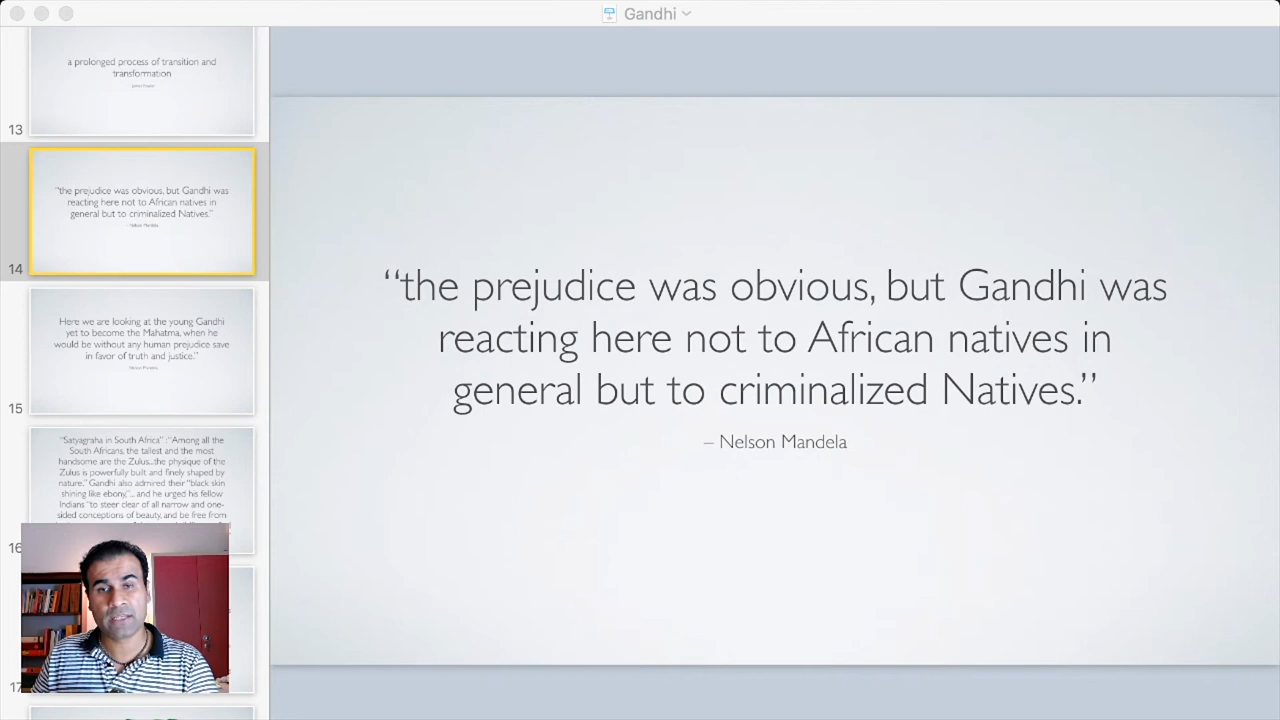 Gandhi
a prolonged process of transition and
transformation
13
"the prejudice was obvious, but Gandhi was
reacting here not to African natives in
general but to criminalized Natives."
Nelson Mandela
14
Here we are looking at the young Gandhi
yet to become the Mahatma, when he
would be without any human prejudice save
in favor of truth and justice."
Nelson Mandela
15
"Satyagraha in South Africa" : "Among all the
South Africans, the tallest and the most
handsome are the Zulus...the physique of the
Zulus is powerfully built and finely shaped by
nature." Gandhi also admired their "black skin
shining like ebony,"... and he urged his fellow
Indians "to steer clear of all narrow and one-
sided conceptions of beauty, and be free from
16
17
“the prejudice was obvious, but Gandhi was
reacting here not to African natives in
general but to criminalized Natives.”
– Nelson Mandela